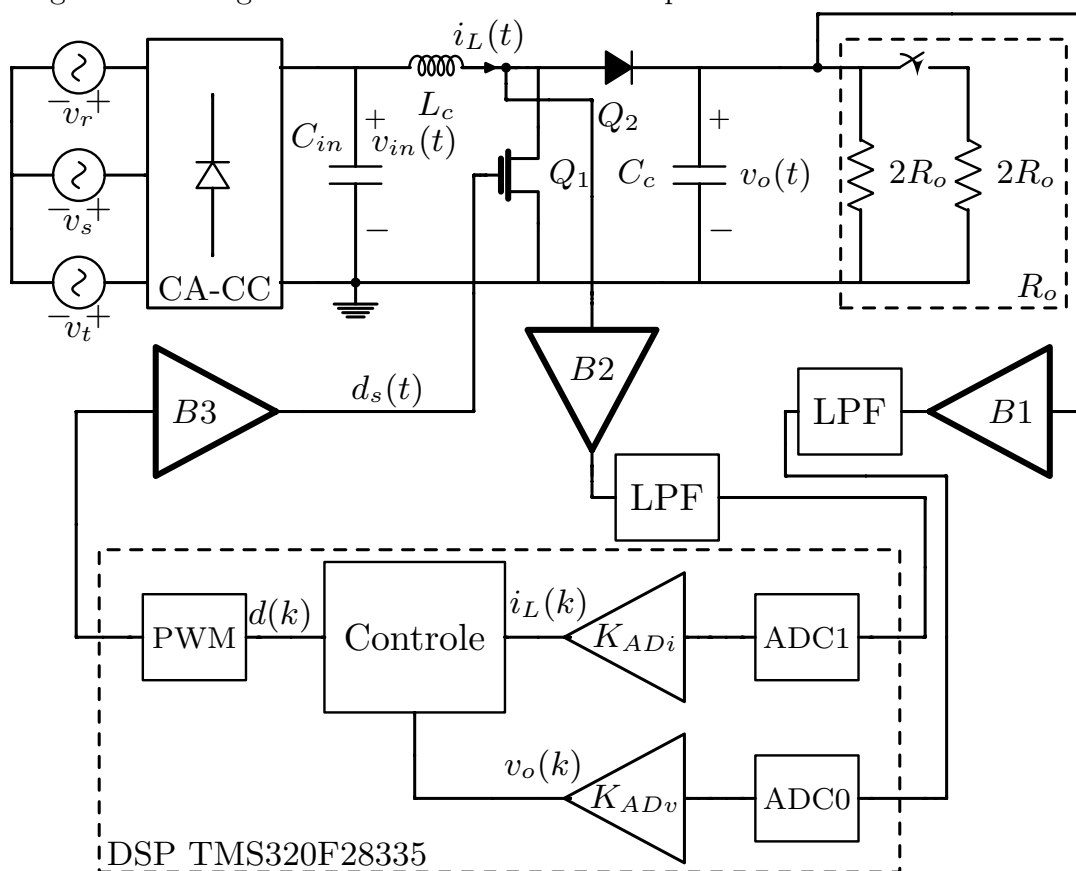 i_L(t)
− v_r +
L_c
Q_2
+
+
C_in
v_in(t)
Q_1
C_c
v_o(t)
2R_o
2R_o
− v_s +
−
−
CA-CC
R_o
− v_t +
B2
B3
d_s(t)
LPF
B1
LPF
d(k)
i_L(k)
PWM
Controle
K_ADi
ADC1
v_o(k)
K_ADv
ADC0
DSP TMS320F28335